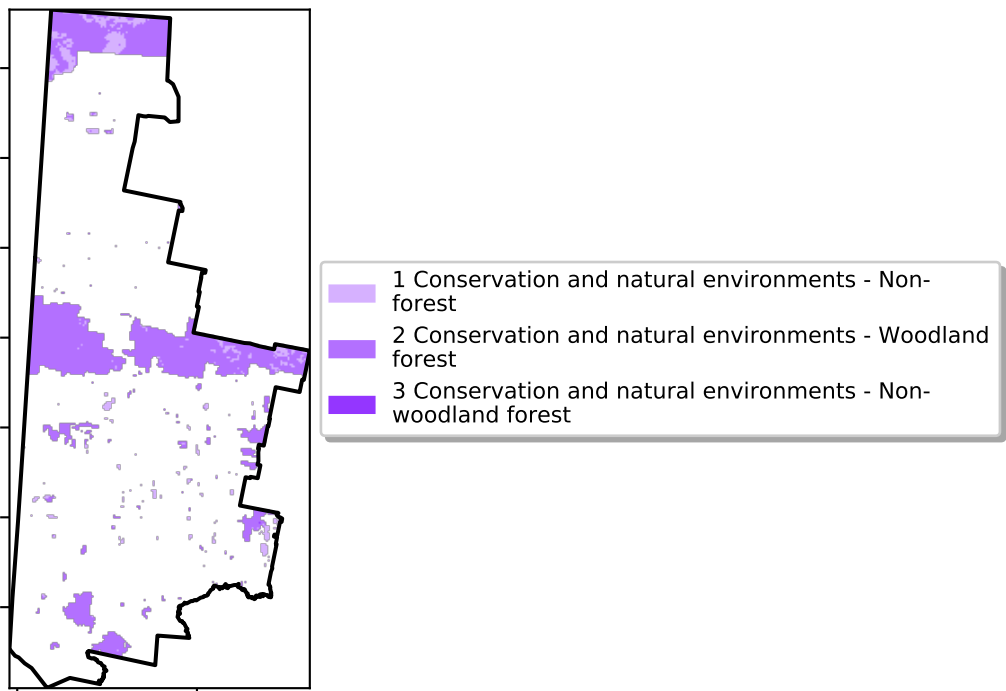 1 Conservation and natural environments - Non-
forest
2 Conservation and natural environments - Woodland
forest
3 Conservation and natural environments - Non-
woodland forest